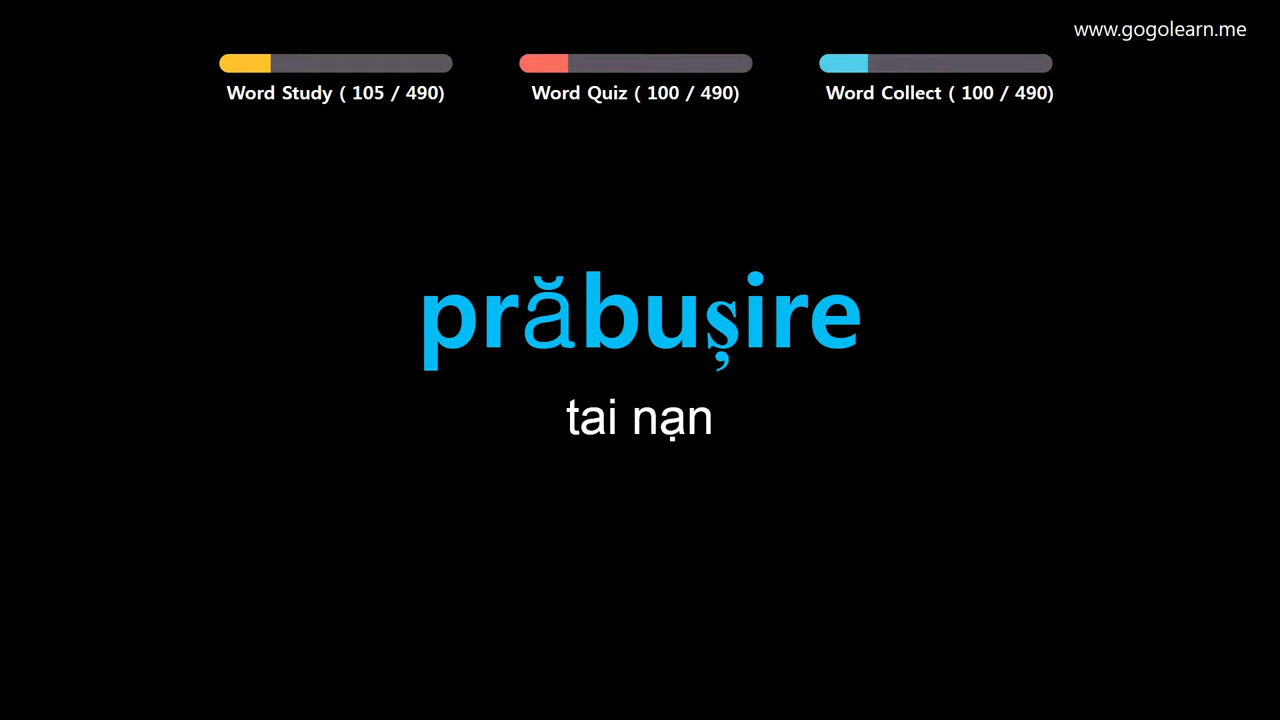 www.gogolearn.me
Word Study ( 105 / 490)
Word Quiz ( 100 / 490)
Word Collect ( 100 / 490)
prăbușire
tai nạn